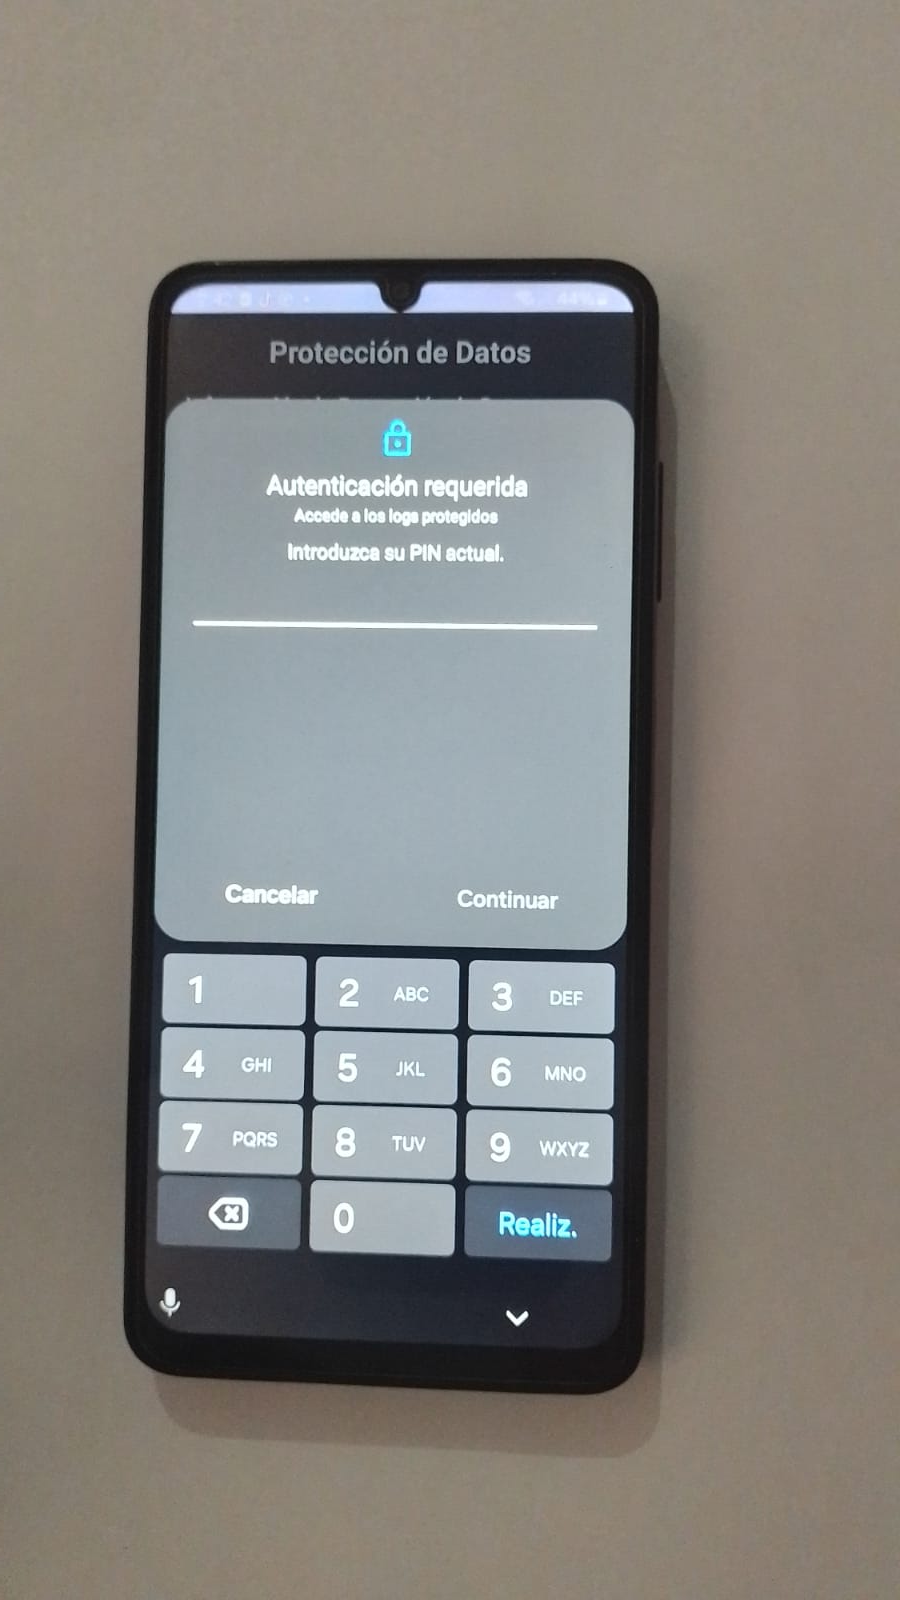 44%
Protección de Datos
Autenticación requerida
Accede a los logs protegidos
Introduzca su PIN actual.
Cancelar Continuar
1 2 ABC 3 DEF
4 GHI 5 JKL 6 MNO
7 PQRS 8 TUV 9 WXYZ
0 Realiz.